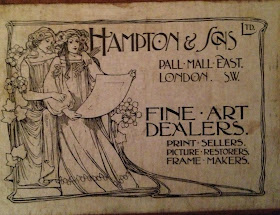 HAMPTON & SONS LTD.
PALL·MALL·EAST.
LONDON. S.W.
FINE·ART
DEALERS.
PRINT·SELLERS.
PICTURE·RESTORERS.
FRAME·MAKERS.